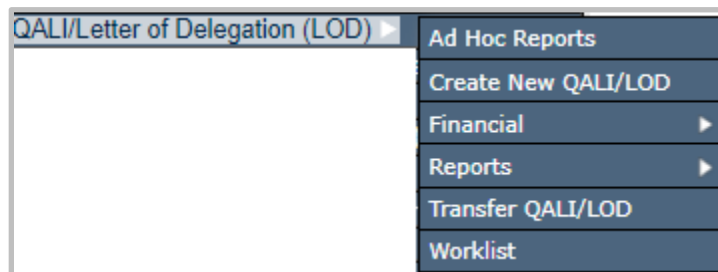 QALI/Letter of Delegation (LOD)
Ad Hoc Reports
Create New QALI/LOD
Financial
Reports
Transfer QALI/LOD
Worklist